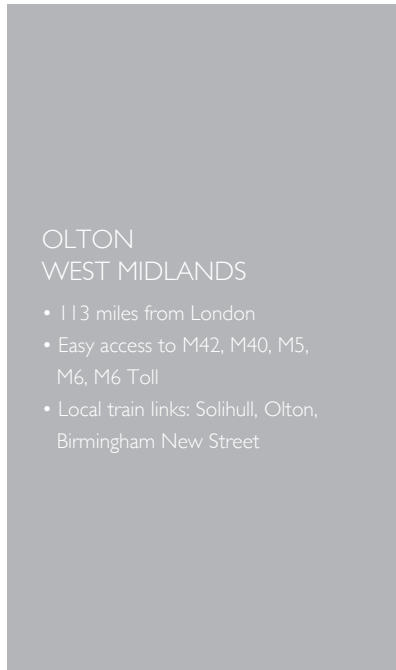 OLTON
WEST MIDLANDS
• 113 miles from London
• Easy access to M42, M40, M5,
M6, M6 Toll
• Local train links: Solihull, Olton,
Birmingham New Street